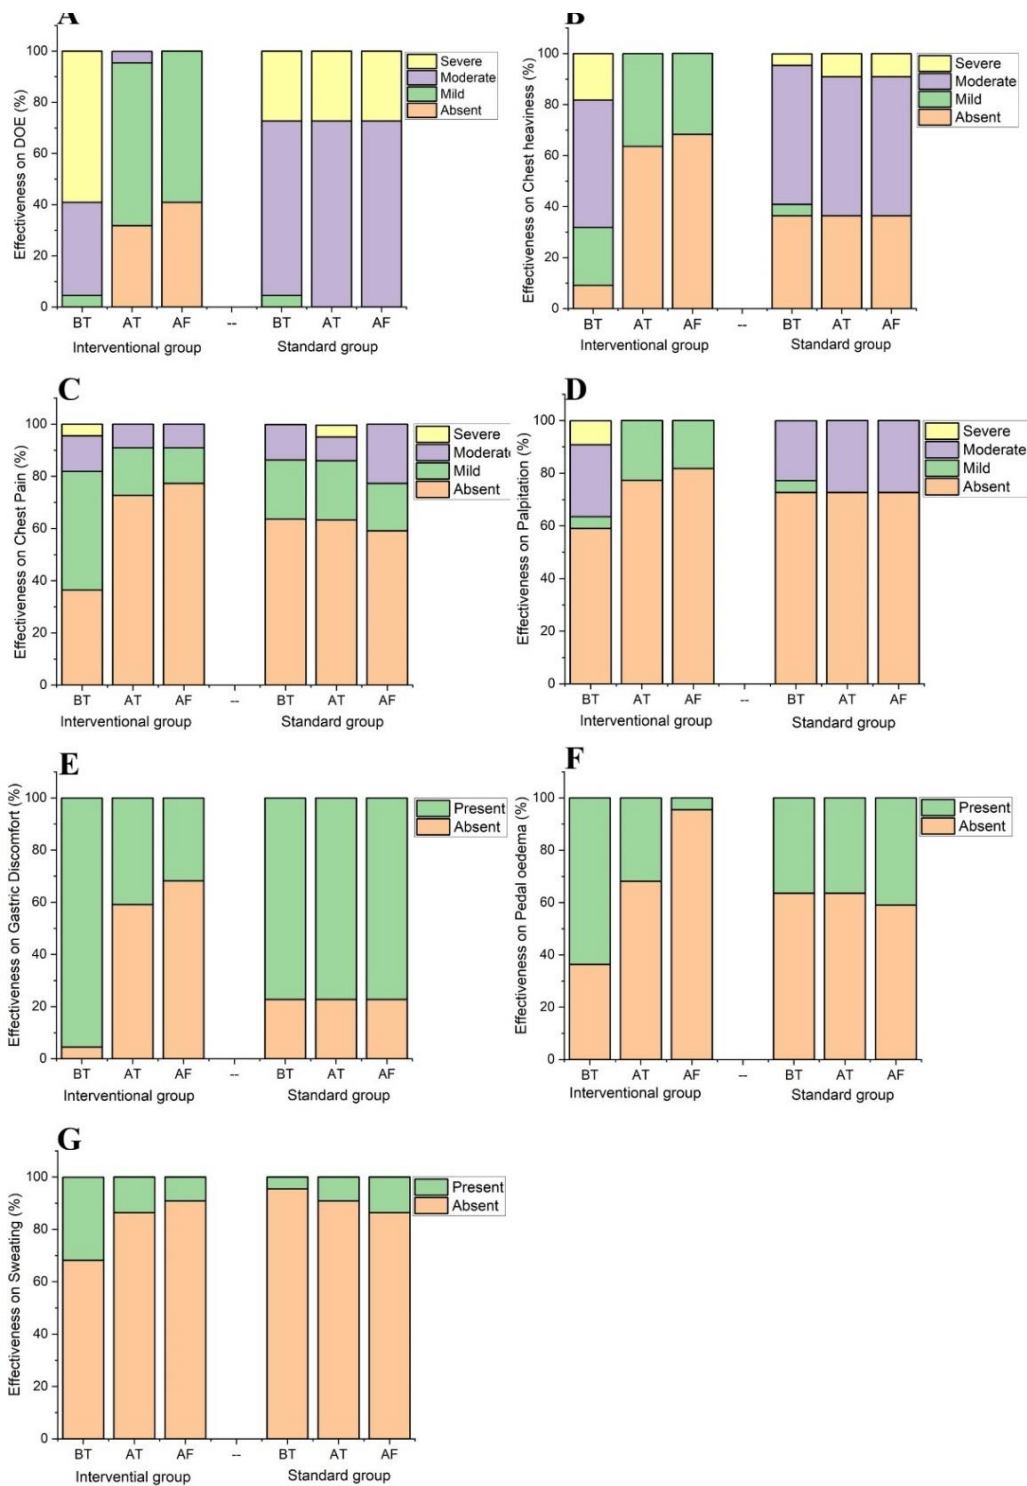 A
B
Effectiveness on DOE (%)
100
80
60
40
20
0
Severe
Moderate
Mild
Absent
BT AT AF -- BT AT AF
Interventional group Standard group
Effectiveness on Chest heaviness (%)
100
80
60
40
20
0
Severe
Moderate
Mild
Absent
BT AT AF -- BT AT AF
Interventional group Standard group
C
Effectiveness on Chest Pain (%)
100
80
60
40
20
0
Severe
Moderate
Mild
Absent
BT AT AF -- BT AT AF
Interventional group Standard group
D
Effectiveness on Palpitation (%)
100
80
60
40
20
0
Severe
Moderate
Mild
Absent
BT AT AF -- BT AT AF
Interventional group Standard group
E
Effectiveness on Gastric Discomfort (%)
100
80
60
40
20
0
Present
Absent
BT AT AF -- BT AT AF
Interventional group Standard group
F
Effectiveness on Pedal oedema (%)
100
80
60
40
20
0
Present
Absent
BT AT AF -- BT AT AF
Interventional group Standard group
G
Effectiveness on Sweating (%)
100
80
60
40
20
0
Present
Absent
BT AT AF -- BT AT AF
Intervential group Standard group